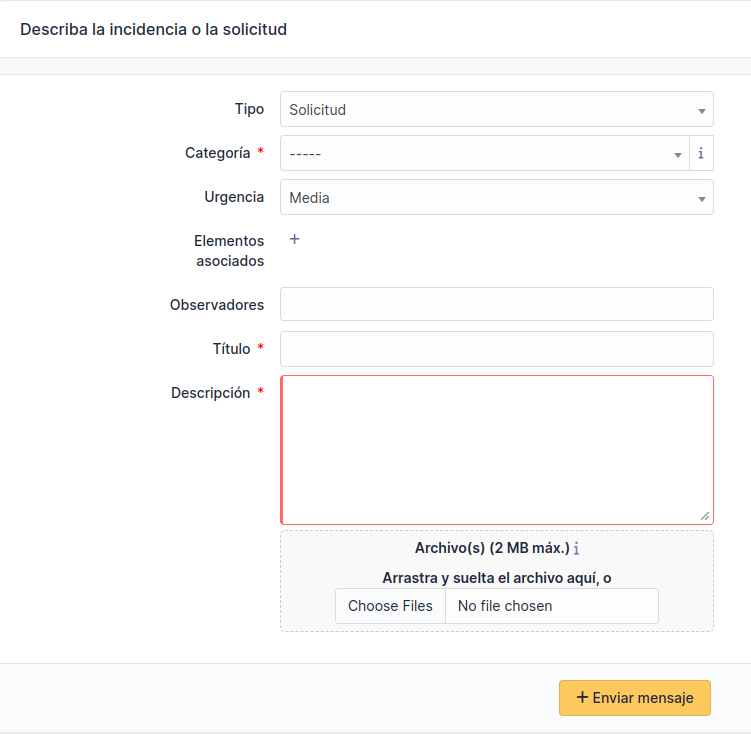 Describa la incidencia o la solicitud
Tipo
Solicitud
Categoría *
-----
i
Urgencia
Media
Elementos
asociados
+
Observadores
Título *
Descripción *
Archivo(s) (2 MB máx.) i
Arrastra y suelta el archivo aquí, o
Choose Files No file chosen
+ Enviar mensaje